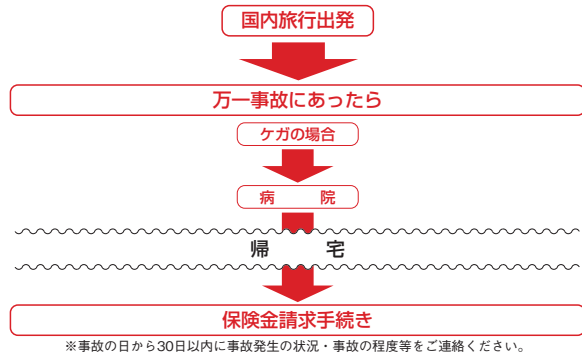 国内旅行出発
万一事故にあったら
ケガの場合
病　　院
帰　　宅
保険金請求手続き
※事故の日から30日以内に事故発生の状況・事故の程度等をご連絡ください。